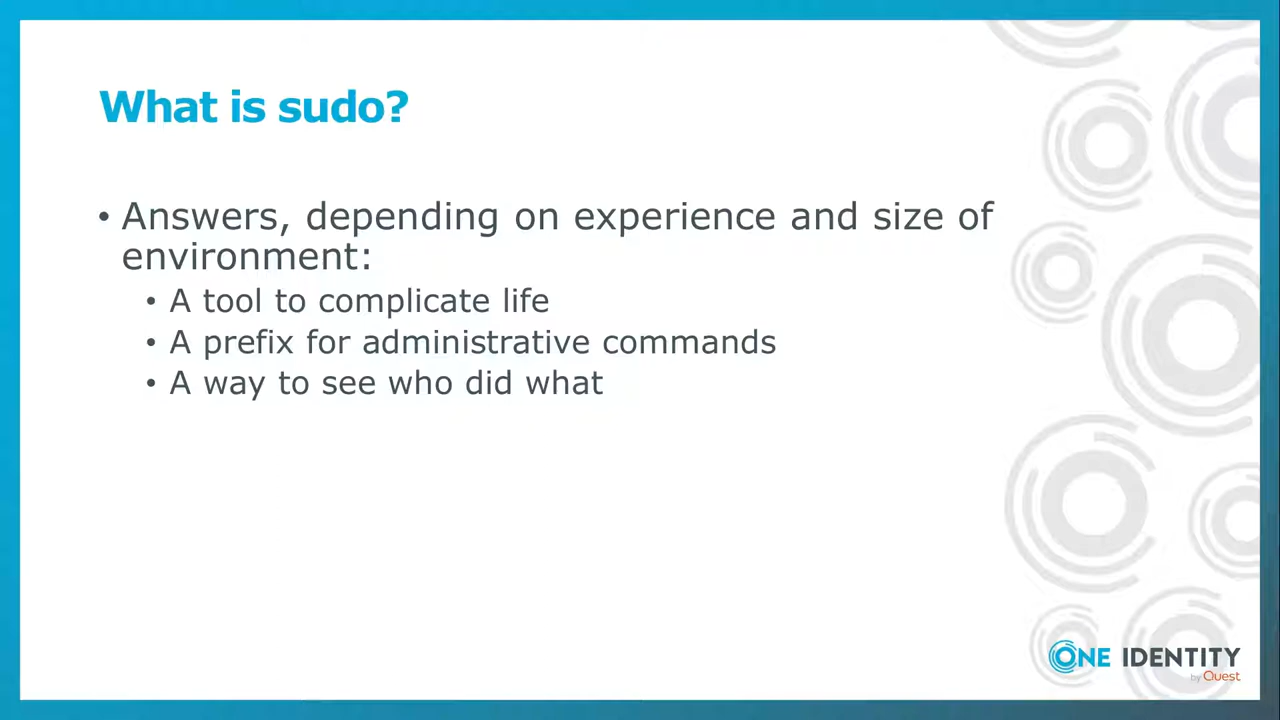 What is sudo?
• Answers, depending on experience and size of
environment:
• A tool to complicate life
• A prefix for administrative commands
• A way to see who did what
ONE IDENTITY
by Quest